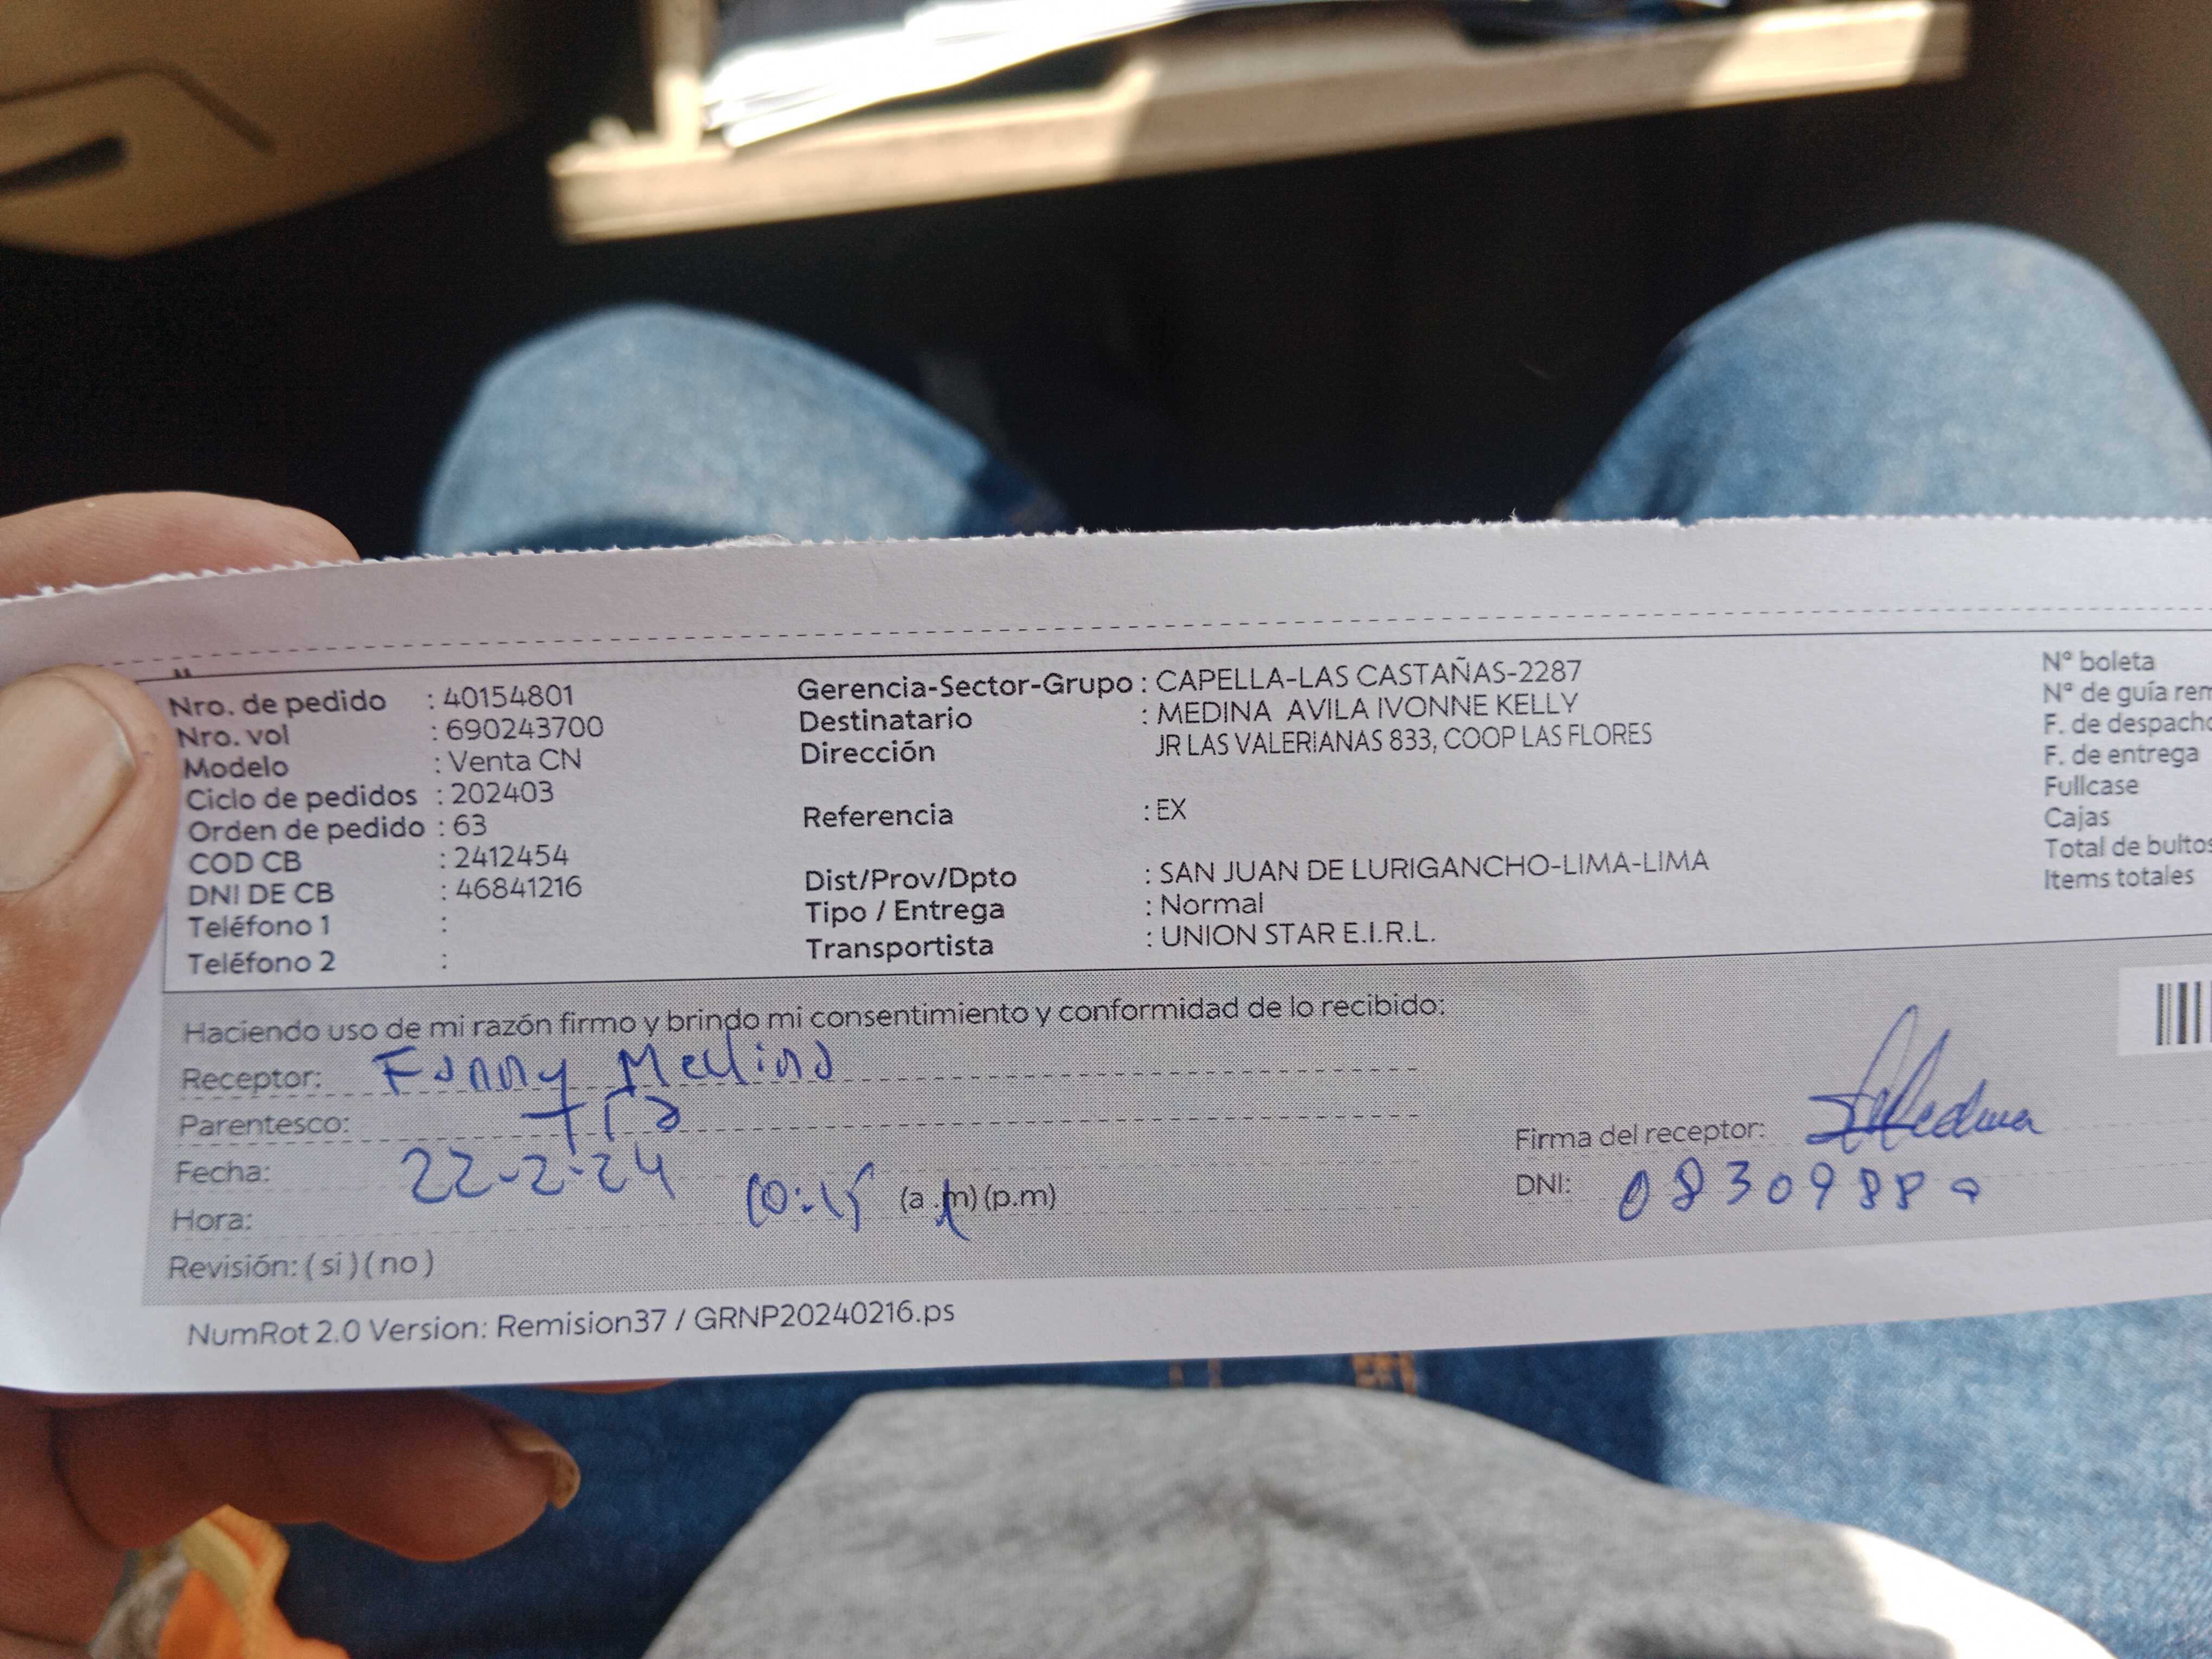 Nro. de pedido : 40154801
Nro. vol : 690243700
Modelo : Venta CN
Ciclo de pedidos : 202403
Orden de pedido : 63
COD CB : 2412454
DNI DE CB : 46841216
Teléfono 1 :
Teléfono 2 :
Gerencia-Sector-Grupo : CAPELLA-LAS CASTAÑAS-2287
Destinatario : MEDINA AVILA IVONNE KELLY
Dirección JR LAS VALERIANAS 833, COOP LAS FLORES
Referencia : EX
Dist/Prov/Dpto : SAN JUAN DE LURIGANCHO-LIMA-LIMA
Tipo / Entrega : Normal
Transportista : UNION STAR E.I.R.L.
Nº boleta
Nº de guía rem
F. de despacho
F. de entrega
Fullcase
Cajas
Total de bultos
Items totales
Haciendo uso de mi razón firmo y brindo mi consentimiento y conformidad de lo recibido:
Receptor: Fanny Medina
Parentesco: Tía
Fecha: 22-2-24
Hora: 10:15 (a.m) (p.m)
Revisión: ( si ) ( no )
Firma del receptor: Medina
DNI: 0830988
NumRot 2.0 Version: Remision37 / GRNP20240216.ps